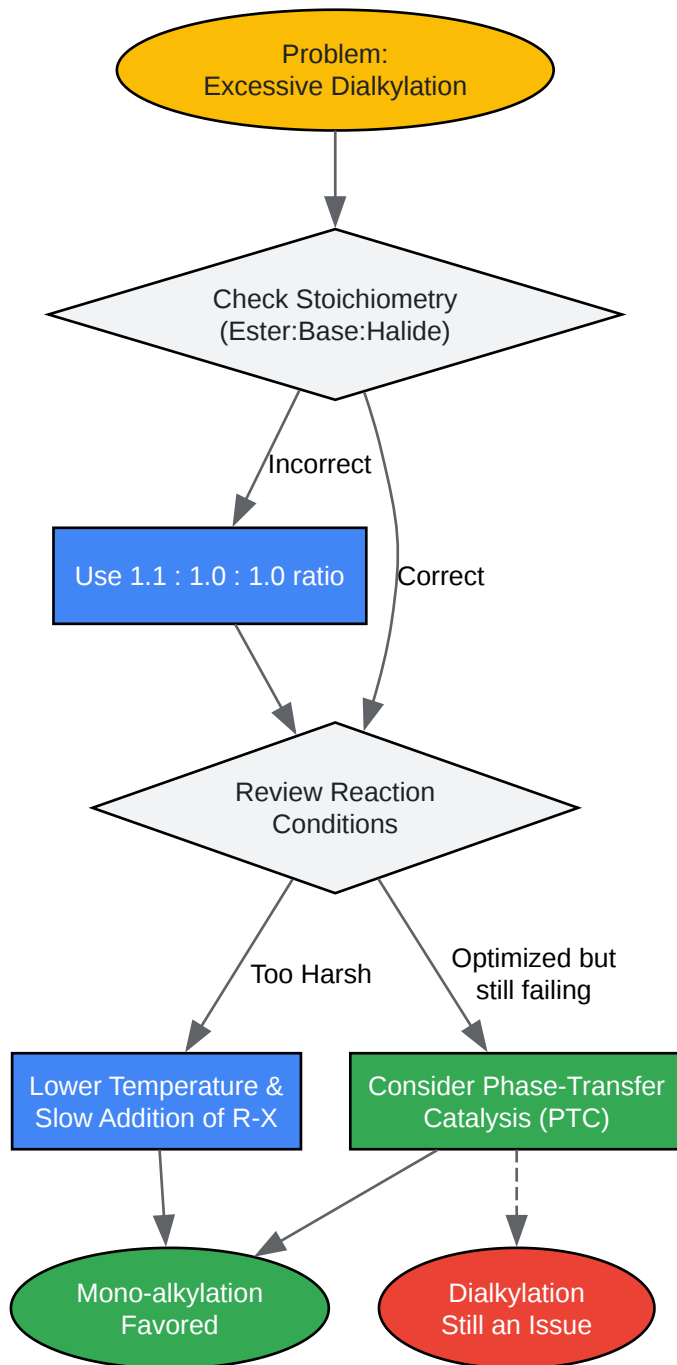 Problem:
Excessive Dialkylation
Check Stoichiometry
(Ester:Base:Halide)
Incorrect
Use 1.1 : 1.0 : 1.0 ratio
Correct
Review Reaction
Conditions
Too Harsh
Optimized but
still failing
Lower Temperature &
Slow Addition of R-X
Consider Phase-Transfer
Catalysis (PTC)
Mono-alkylation
Favored
Dialkylation
Still an Issue